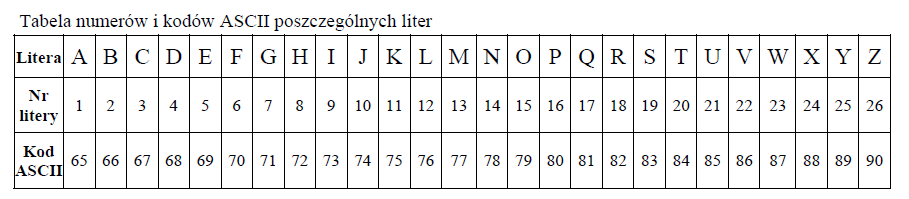 Tabela numerów i kodów ASCII poszczególnych liter
Litera A B C D E F G H I J K L M N O P Q R S T U V W X Y Z
Nr litery 1 2 3 4 5 6 7 8 9 10 11 12 13 14 15 16 17 18 19 20 21 22 23 24 25 26
Kod ASCII 65 66 67 68 69 70 71 72 73 74 75 76 77 78 79 80 81 82 83 84 85 86 87 88 89 90